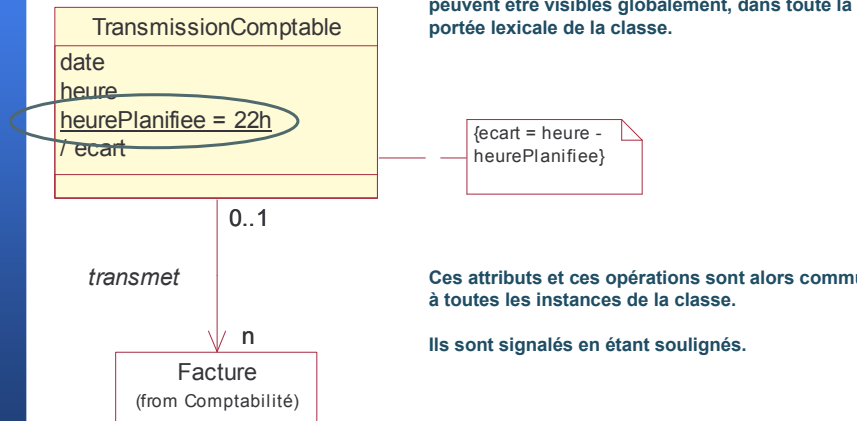 peuvent être visibles globalement, dans toute la
portée lexicale de la classe.
TransmissionComptable
date
heure
heurePlanifiee = 22h
/ ecart
{ecart = heure -
heurePlanifiee}
0..1
transmet
n
Ces attributs et ces opérations sont alors
à toutes les instances de la classe.
Ils sont signalés en étant soulignés.
Facture
(from Comptabilité)